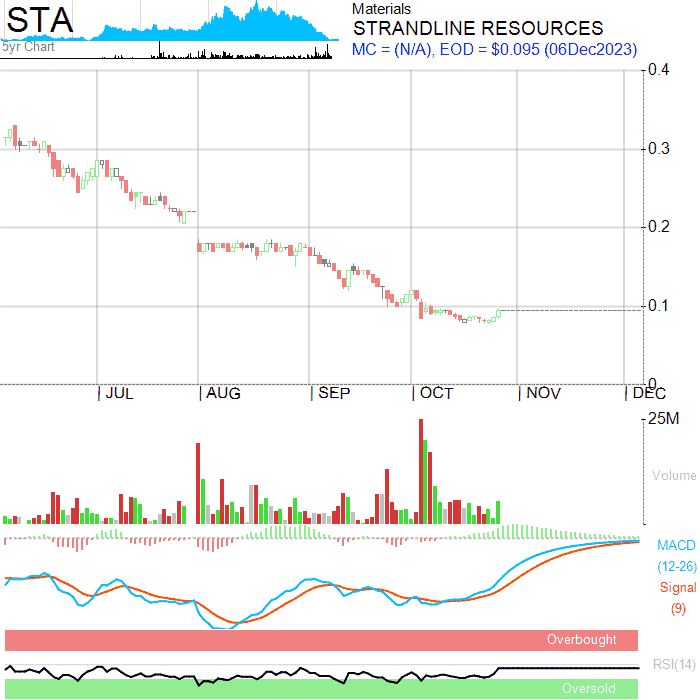 STA
5yr Chart
Materials
STRANDLINE RESOURCES
MC = (N/A), EOD = $0.095 (06Dec2023)
0.4
0.3
0.2
0.1
0
JUL
AUG
SEP
OCT
NOV
DEC
25M
Volume
MACD
(12-26)
Signal
(9)
Overbought
RSI(14)
Oversold